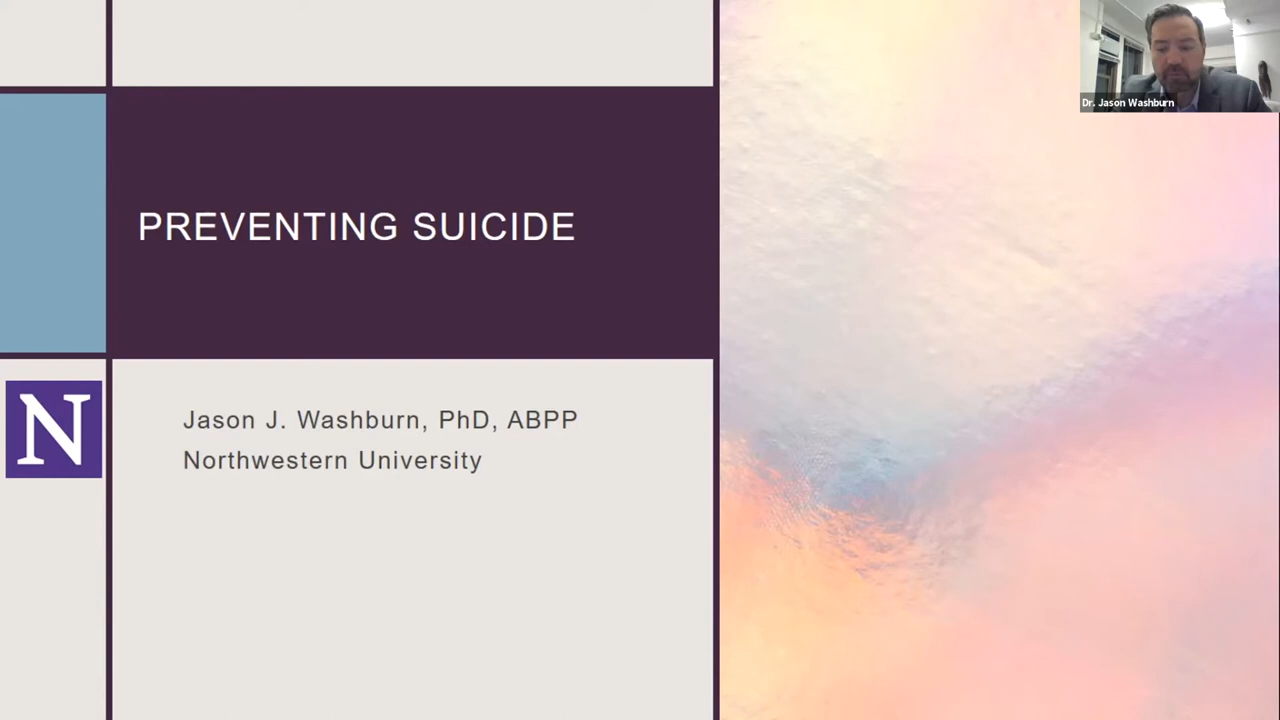 Dr. Jason Washburn
PREVENTING SUICIDE
N
Jason J. Washburn, PhD, ABPP
Northwestern University